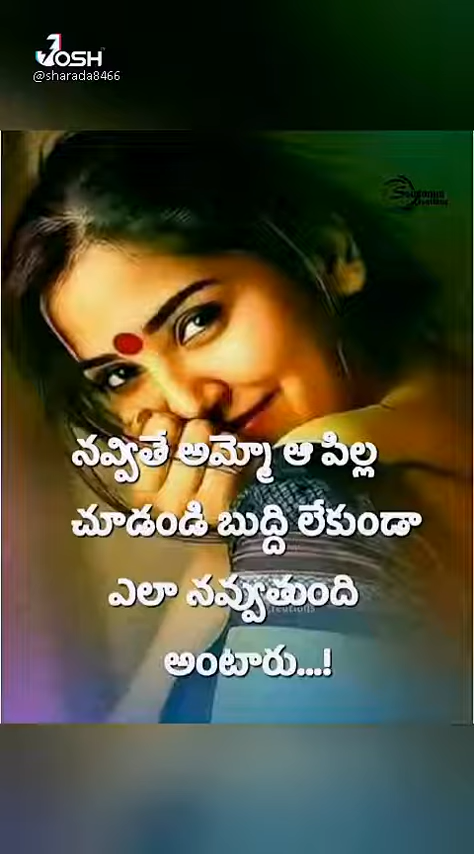 JOSH
@sharada8466
నవ్వితే అమ్మో ఆ పిల్ల
చూడండి బుద్ది లేకుండా
ఎలా నవ్వుతుంది
అంటారు...!